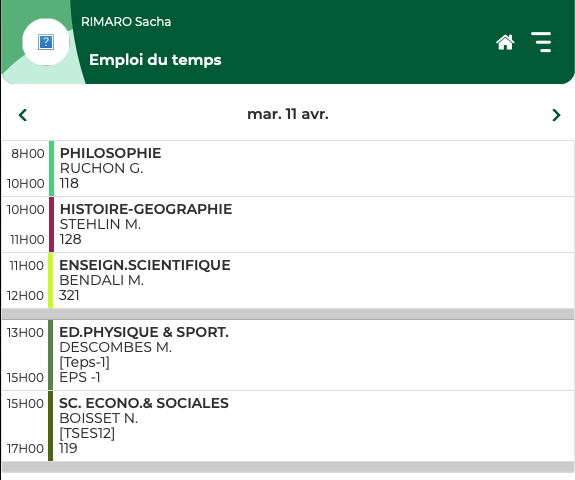 RIMARO Sacha
Emploi du temps
mar. 11 avr.
8H00 PHILOSOPHIE
RUCHON G.
10H00 118
10H00 HISTOIRE-GEOGRAPHIE
STEHLIN M.
11H00 128
11H00 ENSEIGN.SCIENTIFIQUE
BENDALI M.
12H00 321
13H00 ED.PHYSIQUE & SPORT.
DESCOMBES M.
[Teps-1]
15H00 EPS -1
15H00 SC. ECONO.& SOCIALES
BOISSET N.
[TSES12]
17H00 119